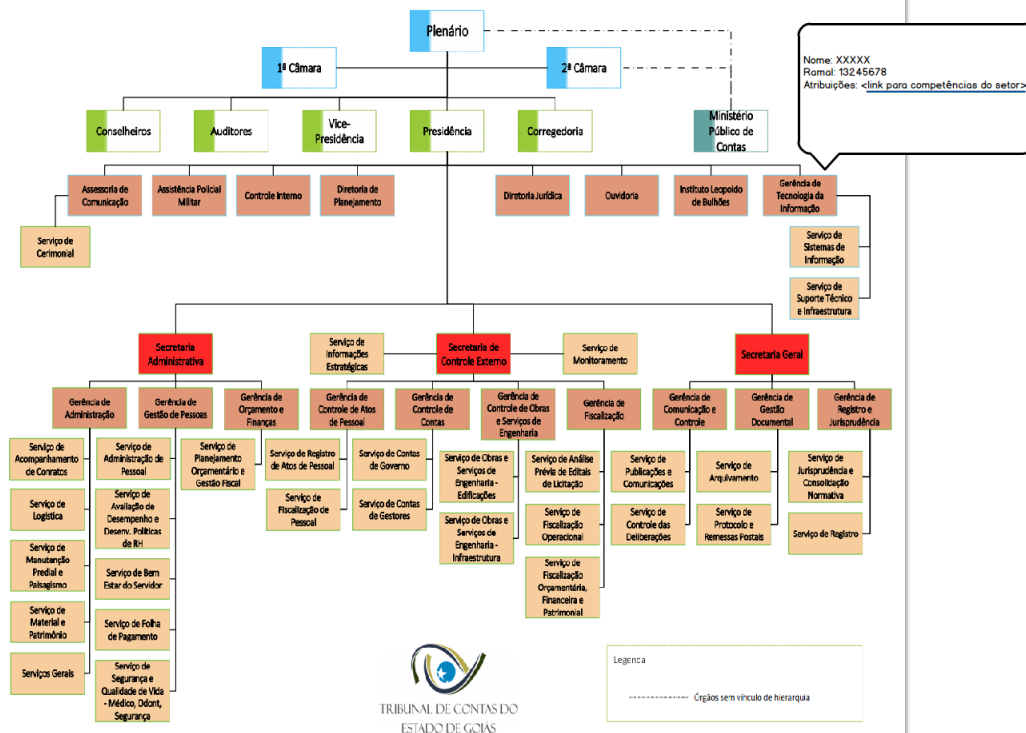 Plenário
1ª Câmara
2ª Câmara
Nome: XXXXX
Ramal: 13245678
Atribuições: <link para competências do setor>
Conselheiros
Auditores
Vice-
Presidência
Presidência
Corregedoria
Ministério
Público de
Contas
Assessoria de
Comunicação
Assistência Policial
Militar
Controle Interno
Diretoria de
Planejamento
Diretoria Jurídica
Ouvidoria
Instituto Leopoldo
de Bulhões
Gerência de
Tecnologia da
Informação
Serviço de
Cerimonial
Serviço de
Sistemas de
Informação
Serviço de
Suporte Técnico
e Infraestrutura
Secretaria
Administrativa
Serviço de
Informações
Estratégicas
Secretaria de
Controle Externo
Serviço de
Monitoramento
Secretaria Geral
Gerência de
Administração
Gerência de
Gestão de Pessoas
Gerência de
Orçamento e
Finanças
Gerência de
Controle de Atos
de Pessoal
Gerência de
Controle de
Contas
Gerência de
Controle de Obras
e Serviços de
Engenharia
Gerência de
Fiscalização
Gerência de
Comunicação e
Controle
Gerência de
Gestão
Documental
Gerência de
Registro e
Jurisprudência
Serviço de
Acompanhamento
de Conratos
Serviço de
Administração de
Pessoal
Serviço de
Planejamento
Orçamentário e
Gestão Fiscal
Serviço de Registro
de Atos de Pessoal
Serviço de Contas
de Governo
Serviço de Obras e
Serviços de
Engenharia -
Edificações
Serviço de Análise
Prévia de Editais
de Licitação
Serviço de
Publicações e
Comunicações
Serviço de
Arquivamento
Serviço de
Jurisprudência e
Consolidação
Normativa
Serviço de
Logística
Serviço de
Avaliação de
Desempenho e
Desenv. Políticas
de RH
Serviço de
Fiscalização
de Pessoal
Serviço de Contas
de Gestores
Serviço de Obras e
Serviços de
Engenharia -
Infraestrutura
Serviço de
Fiscalização
Operacional
Serviço de
Controle das
Deliberações
Serviço de
Protocolo e
Remessas Postais
Serviço de Registro
Serviço de
Manutenção
Predial e
Paisagismo
Serviço de Bem
Estar do Servidor
Serviço de
Fiscalização
Orçamentária,
Financeira e
Patrimonial
Serviço de
Material e
Patrimônio
Serviço de Folha
de Pagamento
Serviços Gerais
Serviço de
Segurança e
Qualidade de Vida
- Médico, Odont,
Segurança
TRIBUNAL DE CONTAS DO
ESTADO DE GOIÁS
Legenda
Órgãos sem vínculo de hierarquia